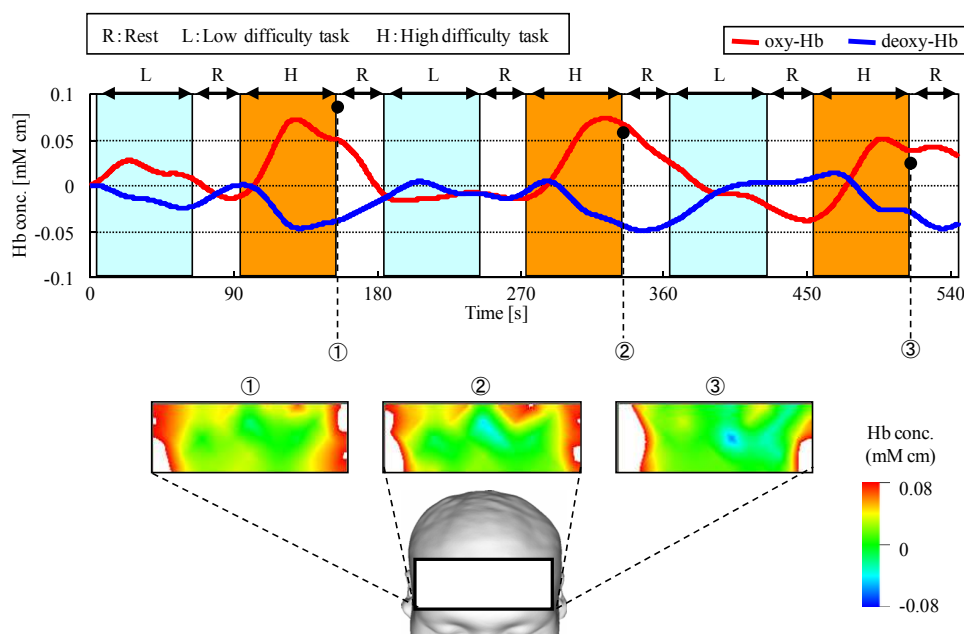 R : Rest L : Low difficulty task H : High difficulty task
oxy-Hb deoxy-Hb
L R H R L R H R L R H R
Hb conc. [mM cm]
0.1
0.05
0
-0.05
-0.1
0 90 180 270 360 450 540
Time [s]
① ② ③
① ② ③
Hb conc.
(mM cm)
0.08
0
-0.08